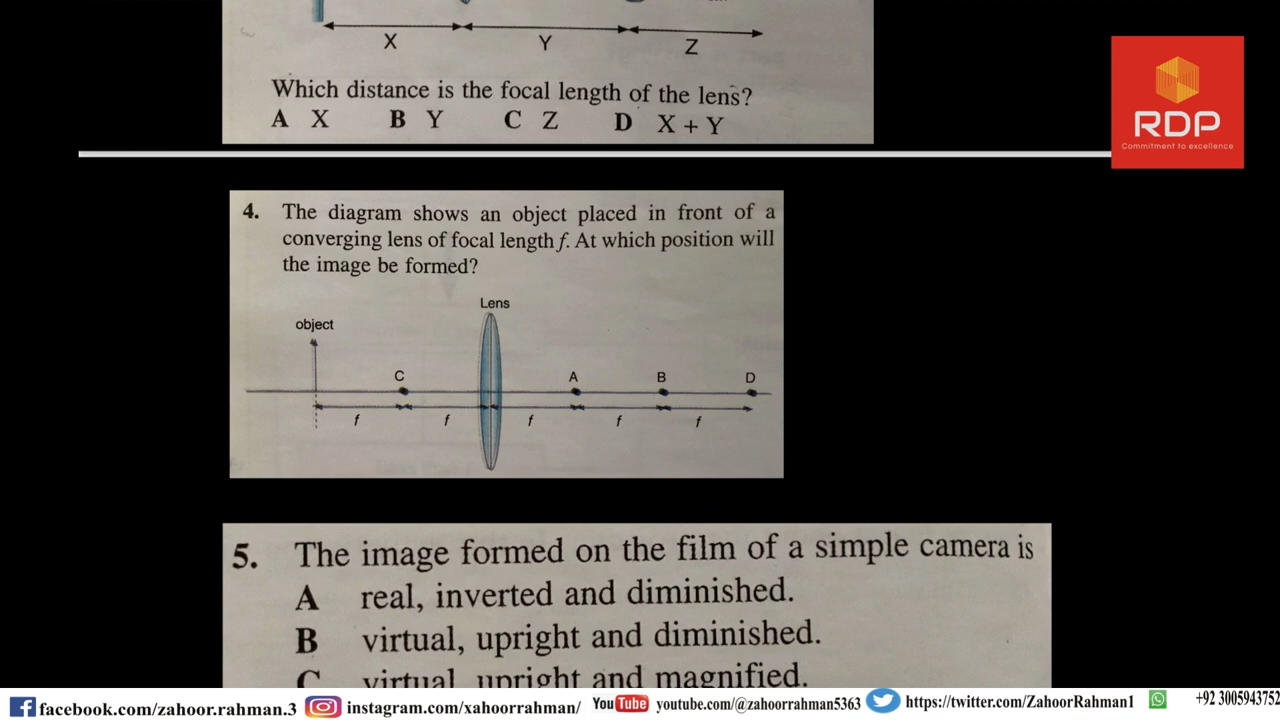 X Y Z
Which distance is the focal length of the lens?
A X B Y C Z D X + Y
RDP
Commitment to excellence
4. The diagram shows an object placed in front of a
converging lens of focal length f. At which position will
the image be formed?
Lens
object
C A B D
f f f f f
5. The image formed on the film of a simple camera is
A real, inverted and diminished.
B virtual, upright and diminished.
C virtual, upright and magnified.
facebook.com/zahoor.rahman.3 instagram.com/xahoorrahman/ YouTube youtube.com/@zahoorrahman5363 https://twitter.com/ZahoorRahman1 +92 3005943752